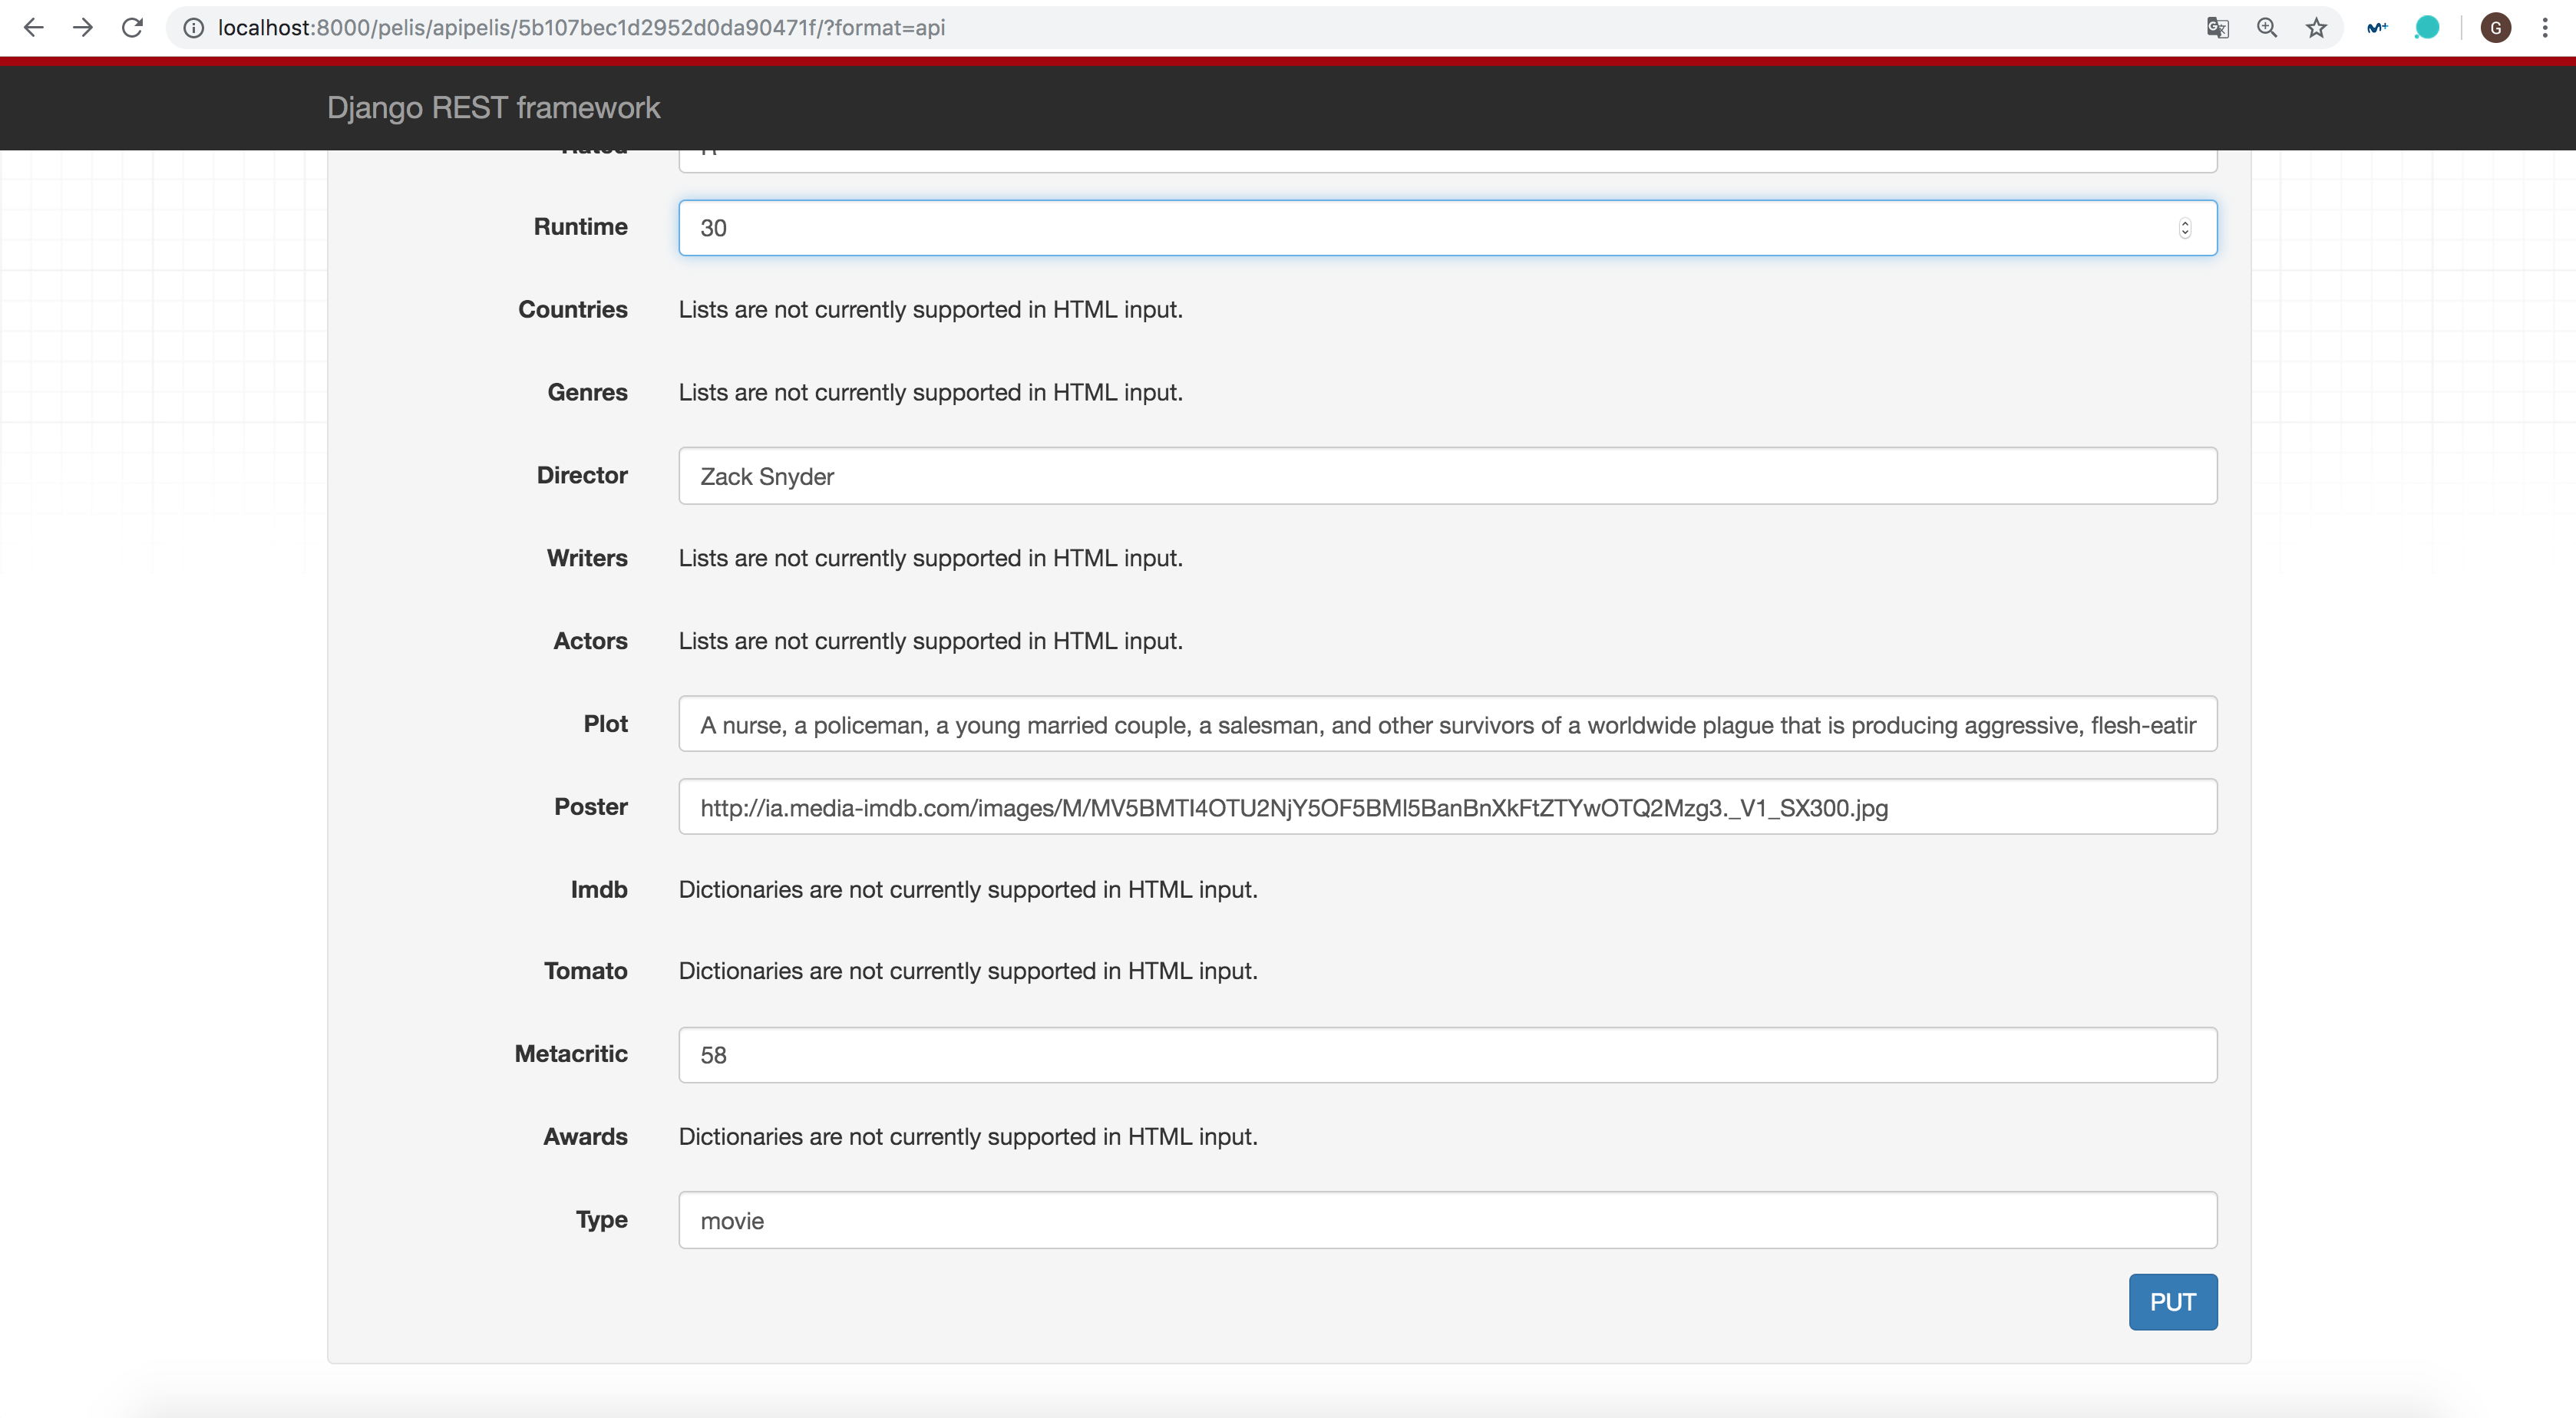 localhost:8000/pelis/apipelis/5b107bec1d2952d0da90471f/?format=api
G
Django REST framework
Rated R
Runtime 30
Countries Lists are not currently supported in HTML input.
Genres Lists are not currently supported in HTML input.
Director Zack Snyder
Writers Lists are not currently supported in HTML input.
Actors Lists are not currently supported in HTML input.
Plot A nurse, a policeman, a young married couple, a salesman, and other survivors of a worldwide plague that is producing aggressive, flesh-eatir
Poster http://ia.media-imdb.com/images/M/MV5BMTI4OTU2NjY5OF5BMl5BanBnXkFtZTYwOTQ2Mzg3._V1_SX300.jpg
Imdb Dictionaries are not currently supported in HTML input.
Tomato Dictionaries are not currently supported in HTML input.
Metacritic 58
Awards Dictionaries are not currently supported in HTML input.
Type movie
PUT